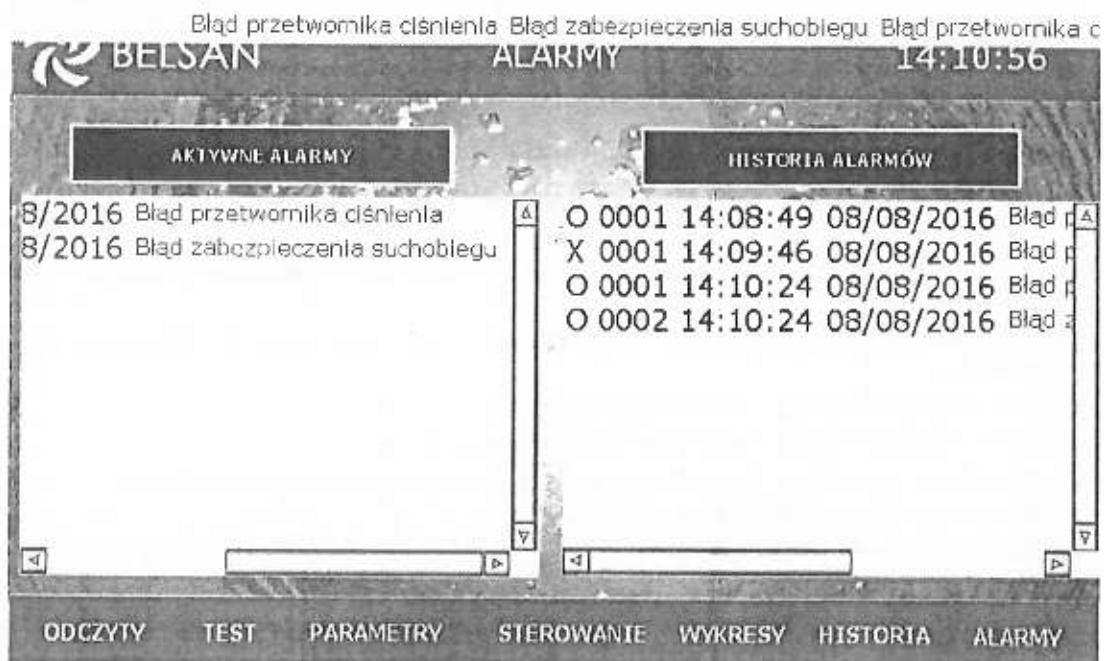 Błąd przetwornika ciśnienia Błąd zabezpieczenia suchobiegu Błąd przetwornika c
BELSAN ALARMY 14:10:56
AKTYWNE ALARMY
8/2016 Błąd przetwornika ciśnienia
8/2016 Błąd zabezpieczenia suchobiegu
HISTORIA ALARMÓW
O 0001 14:08:49 08/08/2016 Błąd p
X 0001 14:09:46 08/08/2016 Błąd p
O 0001 14:10:24 08/08/2016 Błąd p
O 0002 14:10:24 08/08/2016 Błąd z
ODCZYTY TEST PARAMETRY STEROWANIE WYKRESY HISTORIA ALARMY